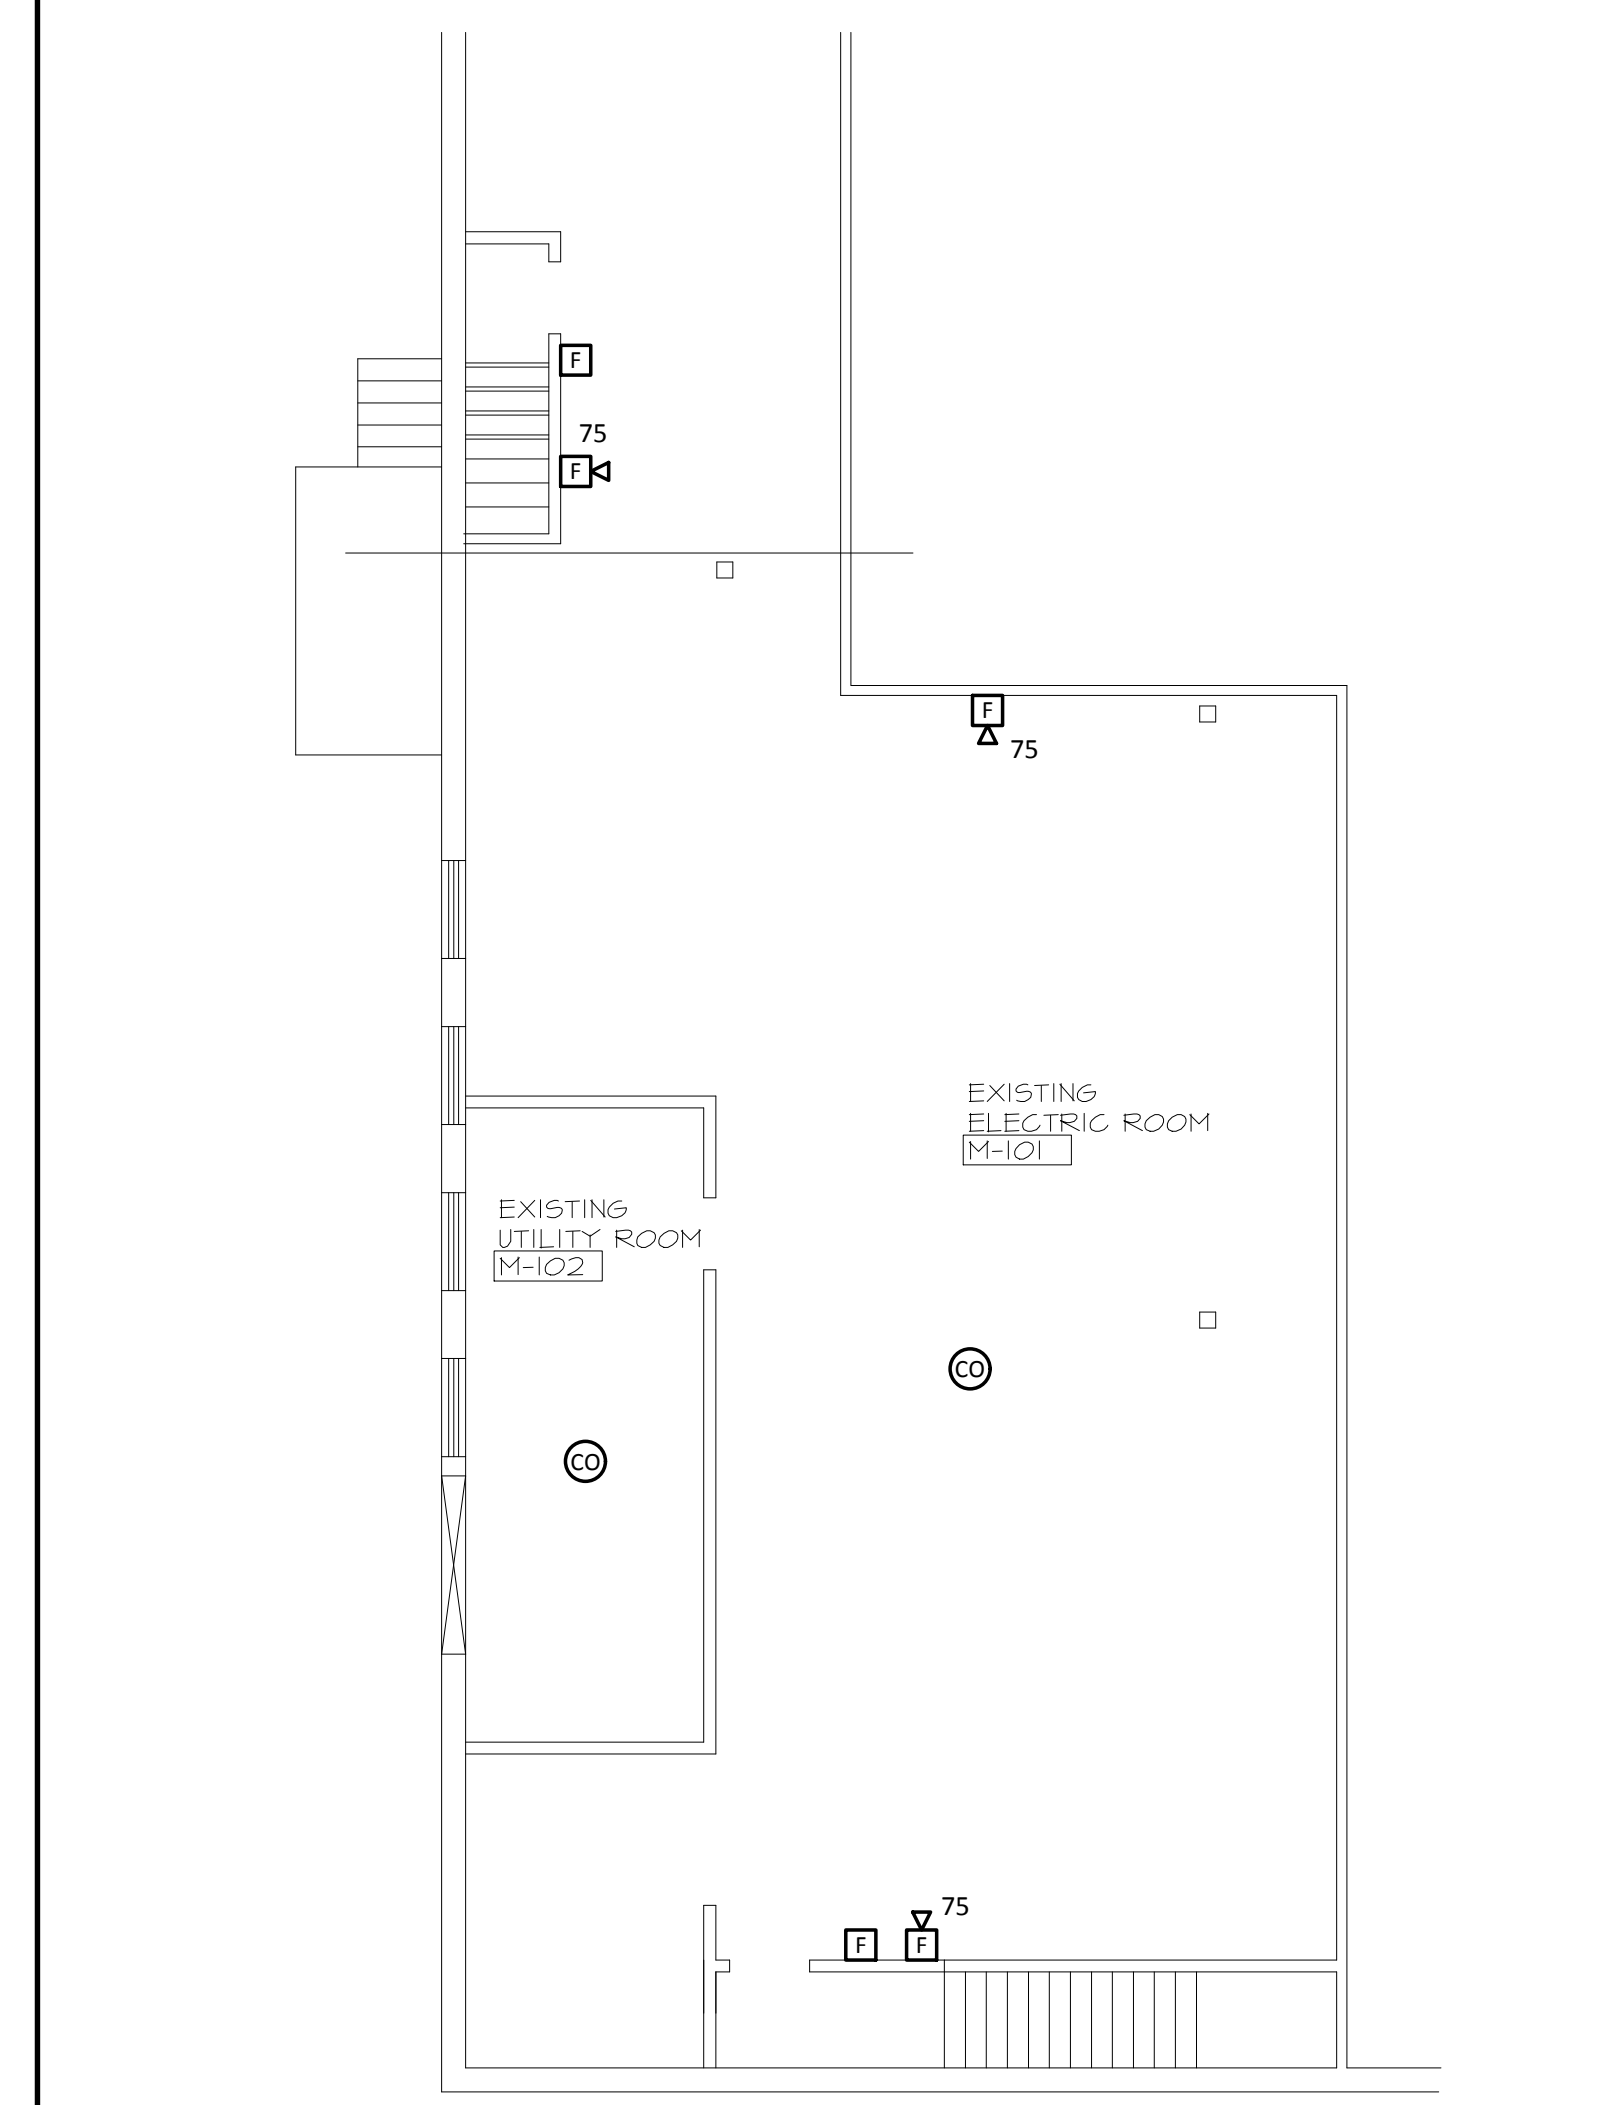 F
75
F
F
75
EXISTING
ELECTRIC ROOM
M-101
EXISTING
UTILITY ROOM
M-102
CO
CO
75
F
F